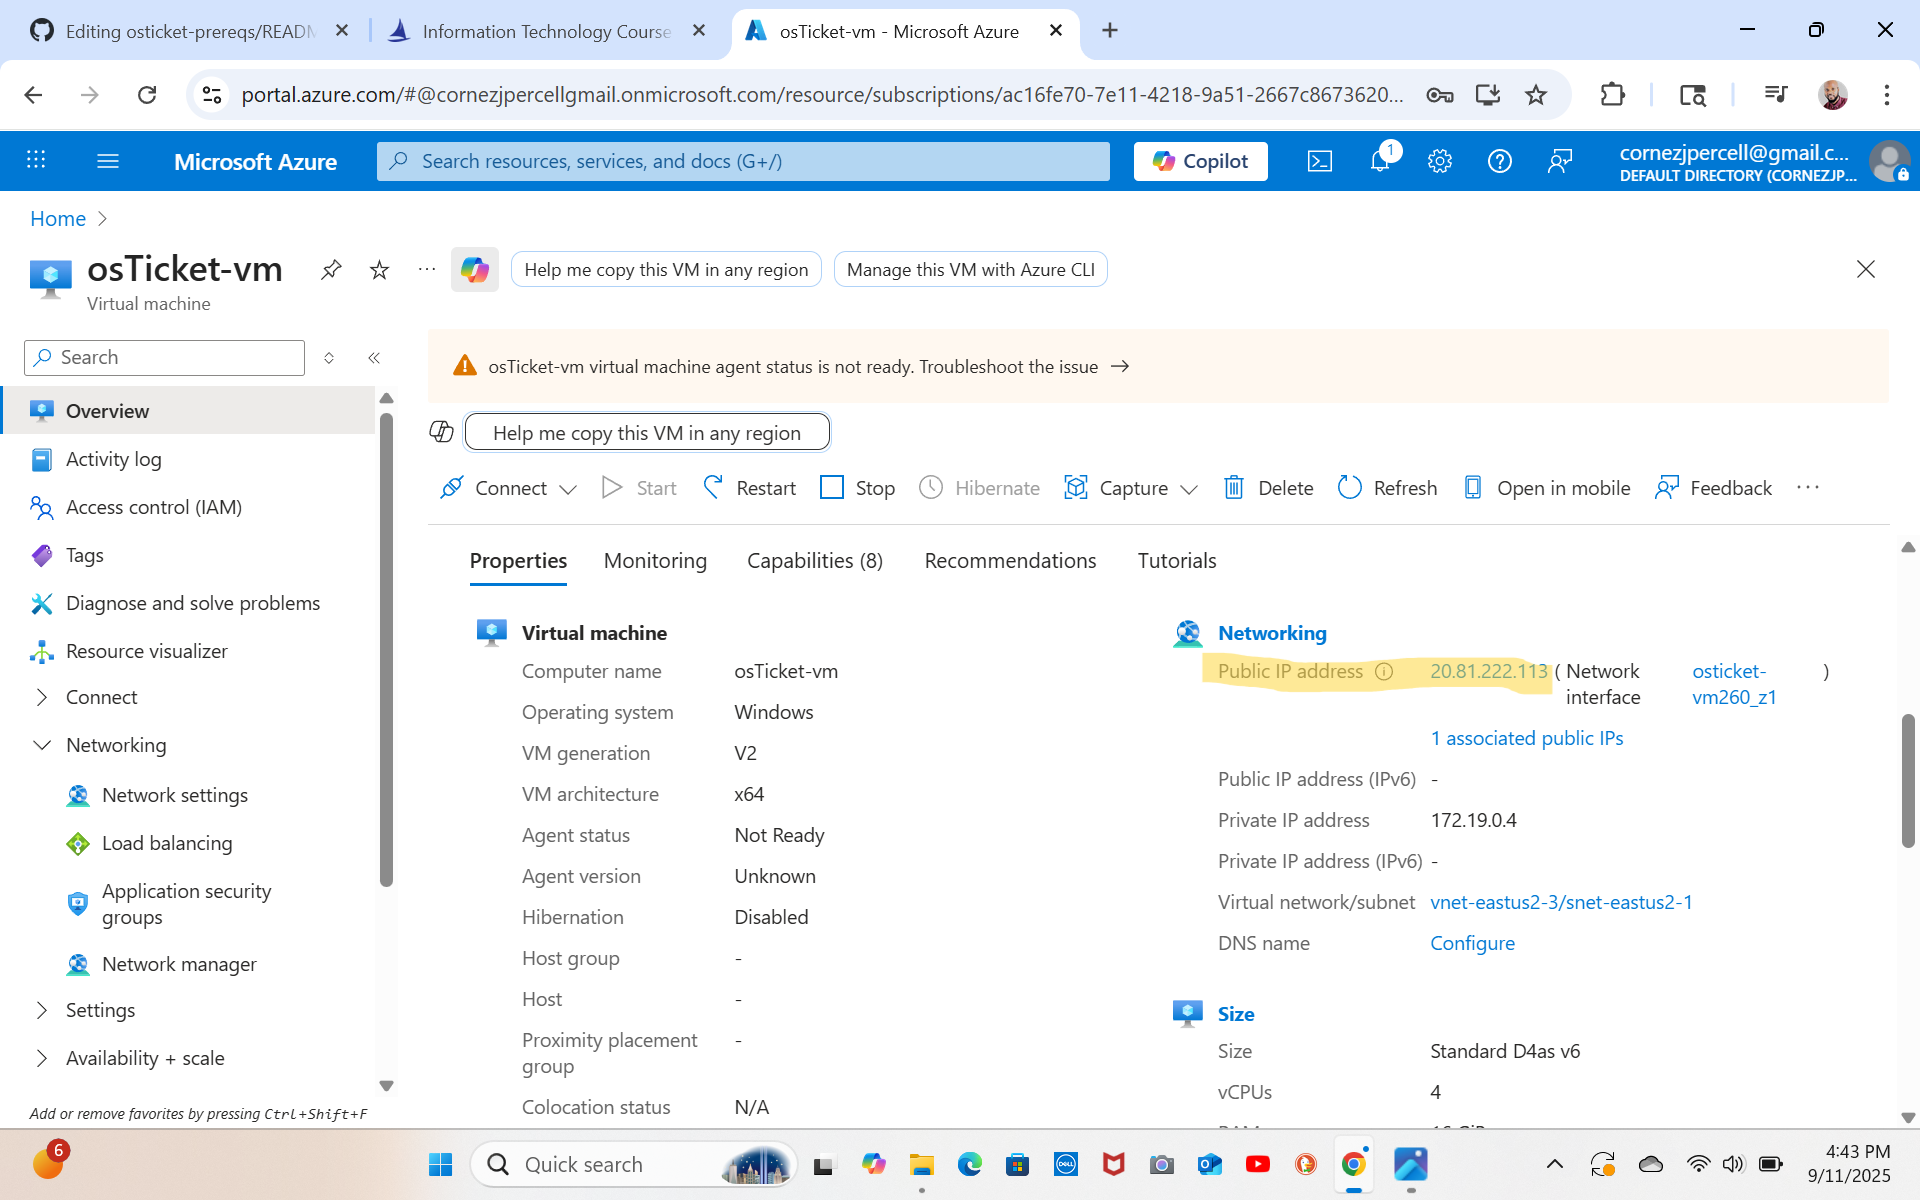 Editing osticket-prereqs/READM
Information Technology Course
osTicket-vm - Microsoft Azure
portal.azure.com/#@cornezjpercellgmail.onmicrosoft.com/resource/subscriptions/ac16fe70-7e11-4218-9a51-2667c8673620...
Microsoft Azure
Search resources, services, and docs (G+/)
Copilot
1
cornezjpercell@gmail.c...
DEFAULT DIRECTORY (CORNEZJP...
Home
osTicket-vm
Virtual machine
Help me copy this VM in any region
Manage this VM with Azure CLI
Search
osTicket-vm virtual machine agent status is not ready. Troubleshoot the issue →
Help me copy this VM in any region
Overview
Activity log
Access control (IAM)
Tags
Diagnose and solve problems
Resource visualizer
Connect
Networking
Network settings
Load balancing
Application security
groups
Network manager
Settings
Availability + scale
Add or remove favorites by pressing Ctrl+Shift+F
Connect
Start
Restart
Stop
Hibernate
Capture
Delete
Refresh
Open in mobile
Feedback
Properties
Monitoring
Capabilities (8)
Recommendations
Tutorials
Virtual machine
Computer name osTicket-vm
Operating system Windows
VM generation V2
VM architecture x64
Agent status Not Ready
Agent version Unknown
Hibernation Disabled
Host group -
Host -
Proximity placement -
group
Colocation status N/A
Networking
Public IP address 20.81.222.113 ( Network osticket- )
interface vm260_z1
1 associated public IPs
Public IP address (IPv6) -
Private IP address 172.19.0.4
Private IP address (IPv6) -
Virtual network/subnet vnet-eastus2-3/snet-eastus2-1
DNS name Configure
Size
Size Standard D4as v6
vCPUs 4
6
Quick search
DELL
4:43 PM
9/11/2025